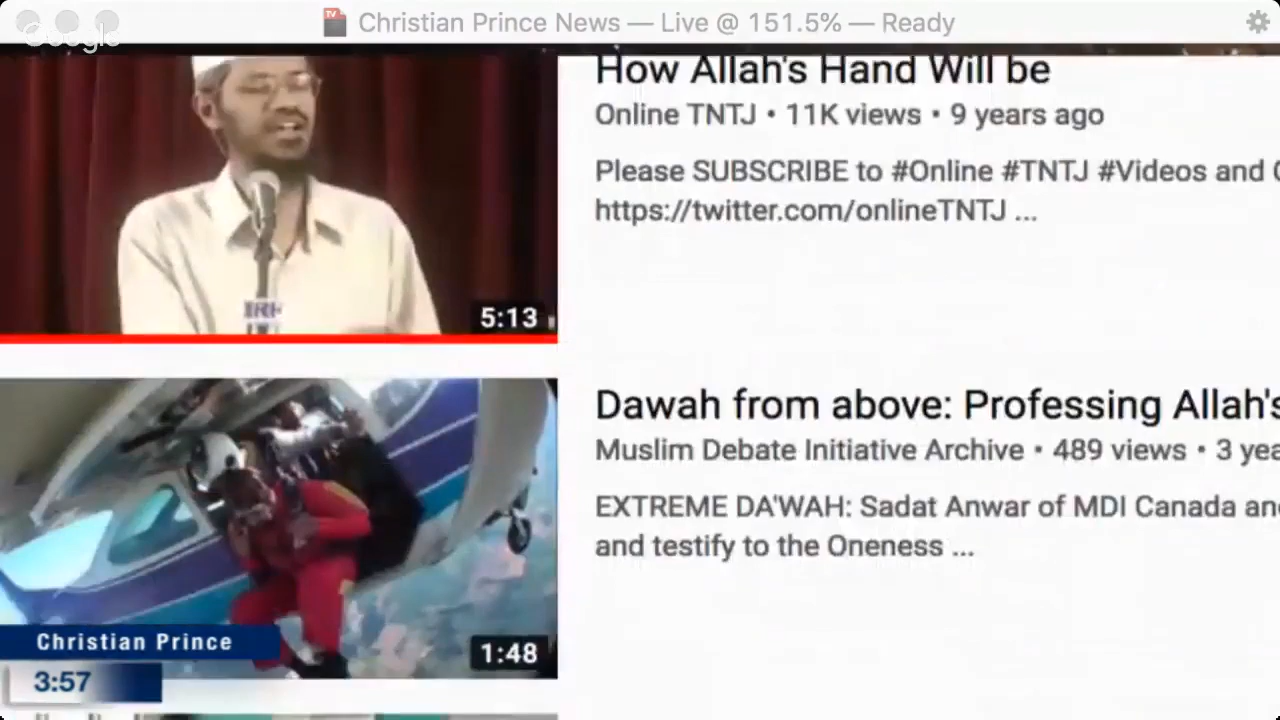 Google
Christian Prince News — Live @ 151.5% — Ready
How Allah's Hand Will be
Online TNTJ • 11K views • 9 years ago
Please SUBSCRIBE to #Online #TNTJ #Videos and
https://twitter.com/onlineTNTJ ...
IRF
5:13
Dawah from above: Professing Allah's
Muslim Debate Initiative Archive • 489 views • 3
EXTREME DA'WAH: Sadat Anwar of MDI Canada
and testify to the Oneness ...
Christian Prince
1:48
3:57